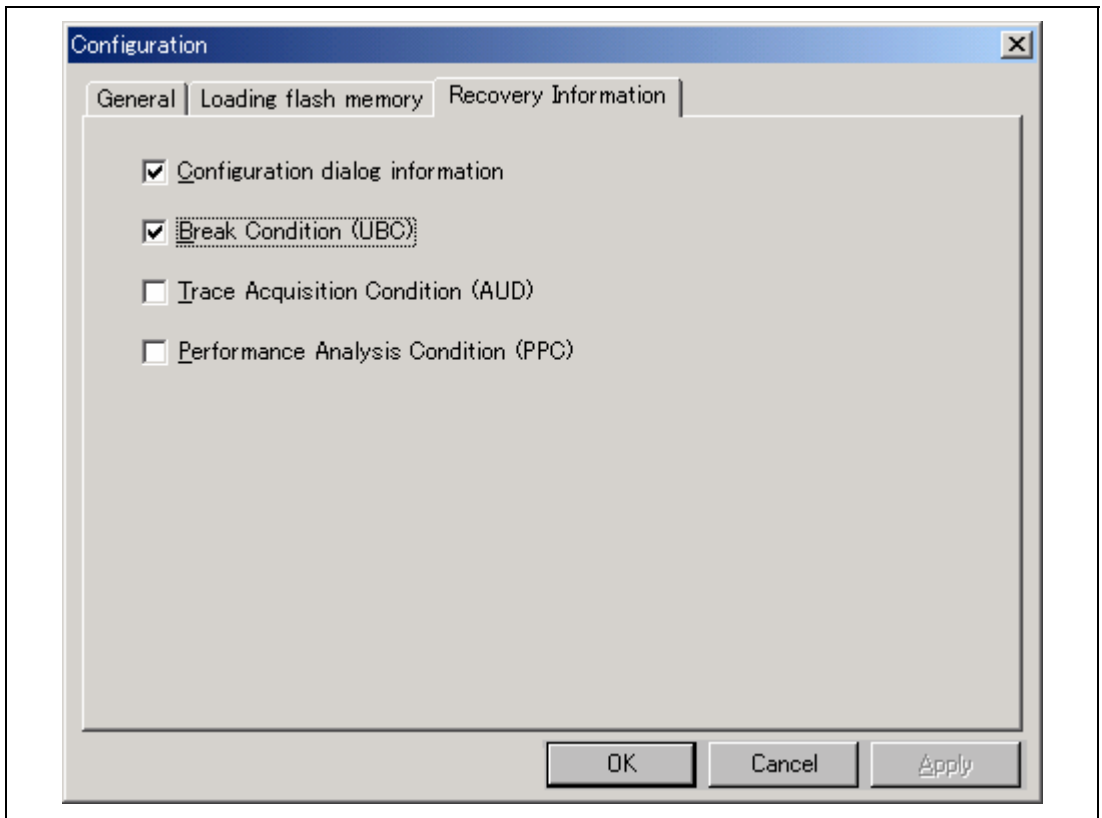 Configuration
General
Loading flash memory
Recovery Information
Configuration dialog information
Break Condition (UBC)
Trace Acquisition Condition (AUD)
Performance Analysis Condition (PPC)
OK
Cancel
Apply